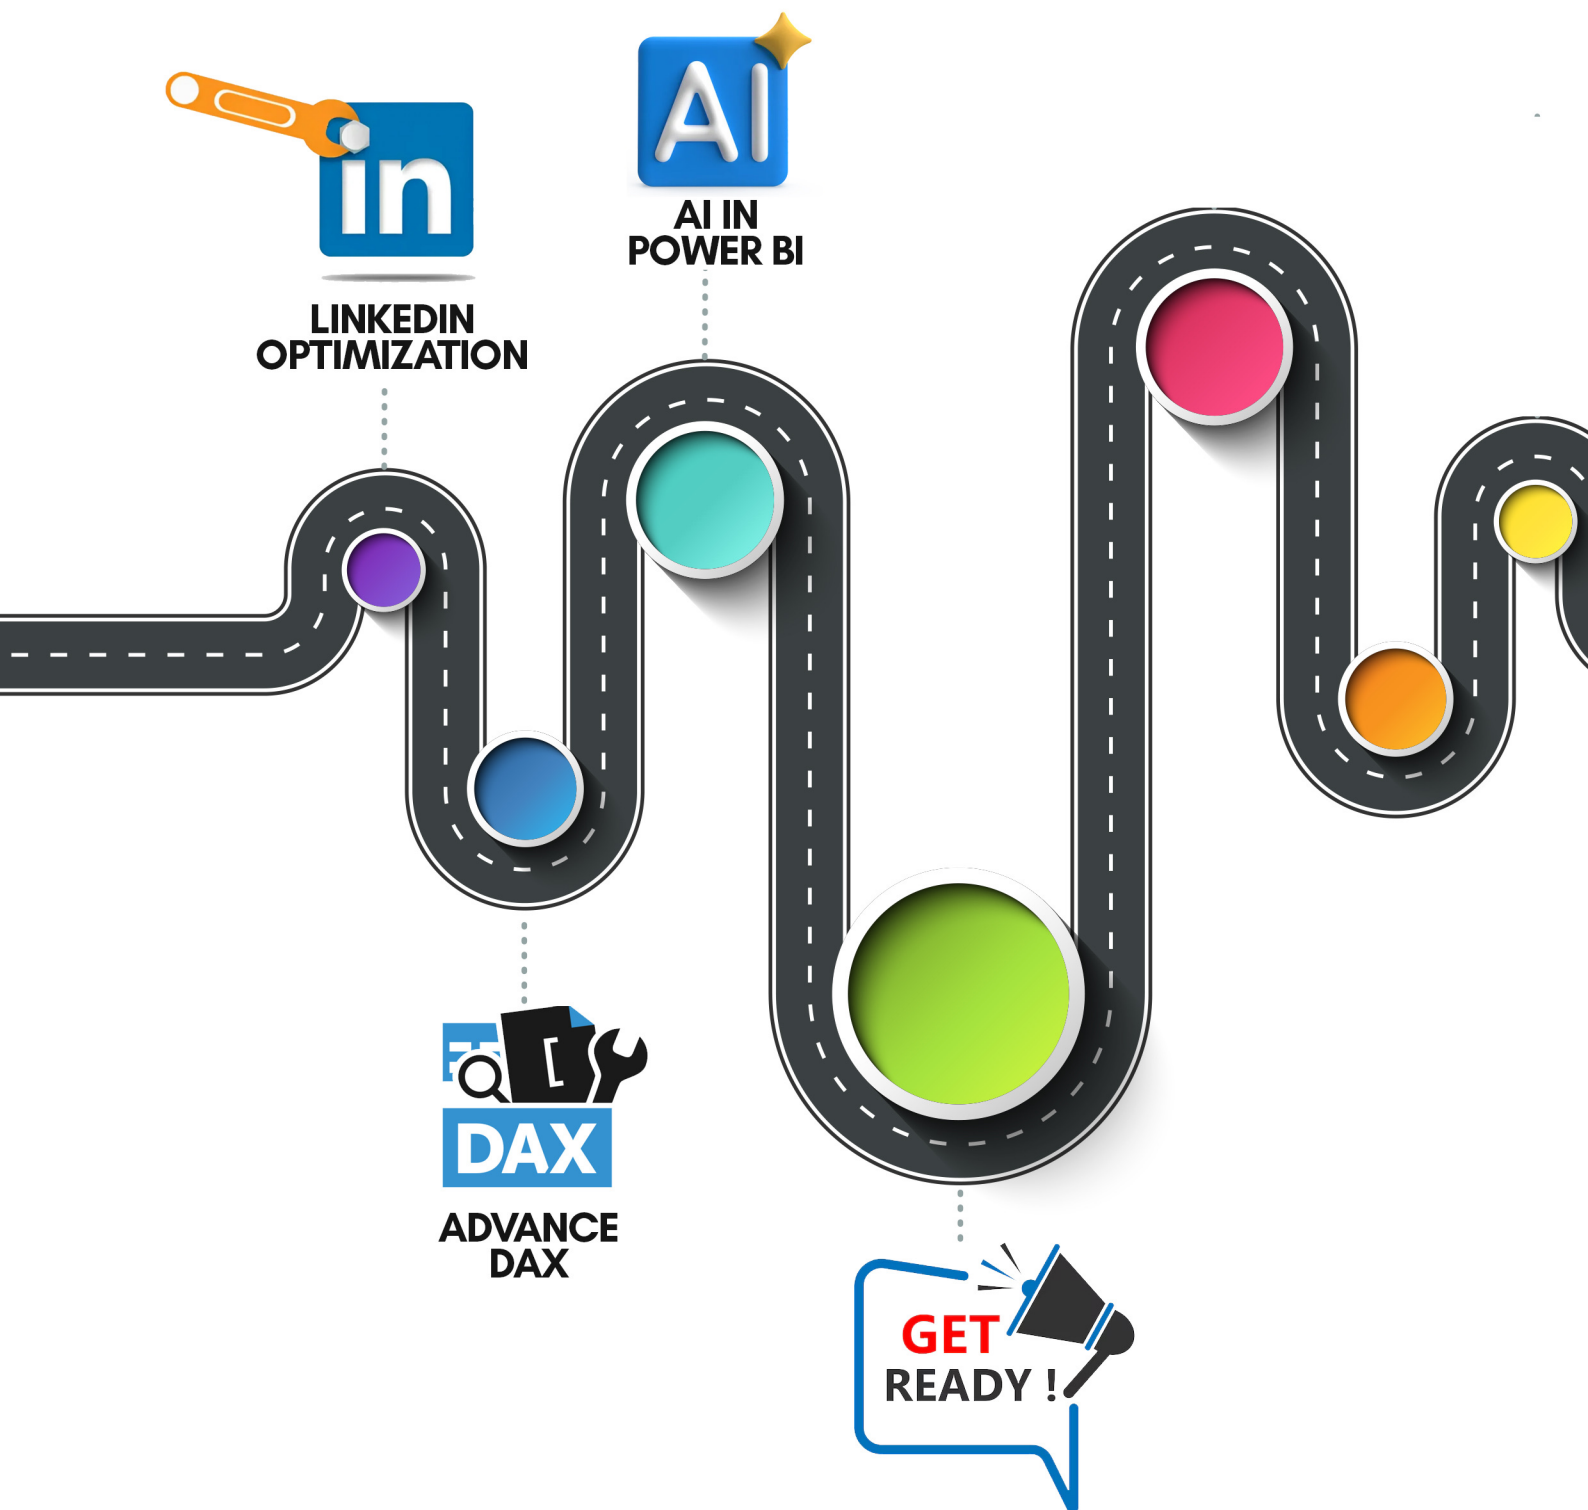 in
LINKEDIN
OPTIMIZATION
AI
AI IN
POWER BI
[
DAX
ADVANCE
DAX
GET
READY !